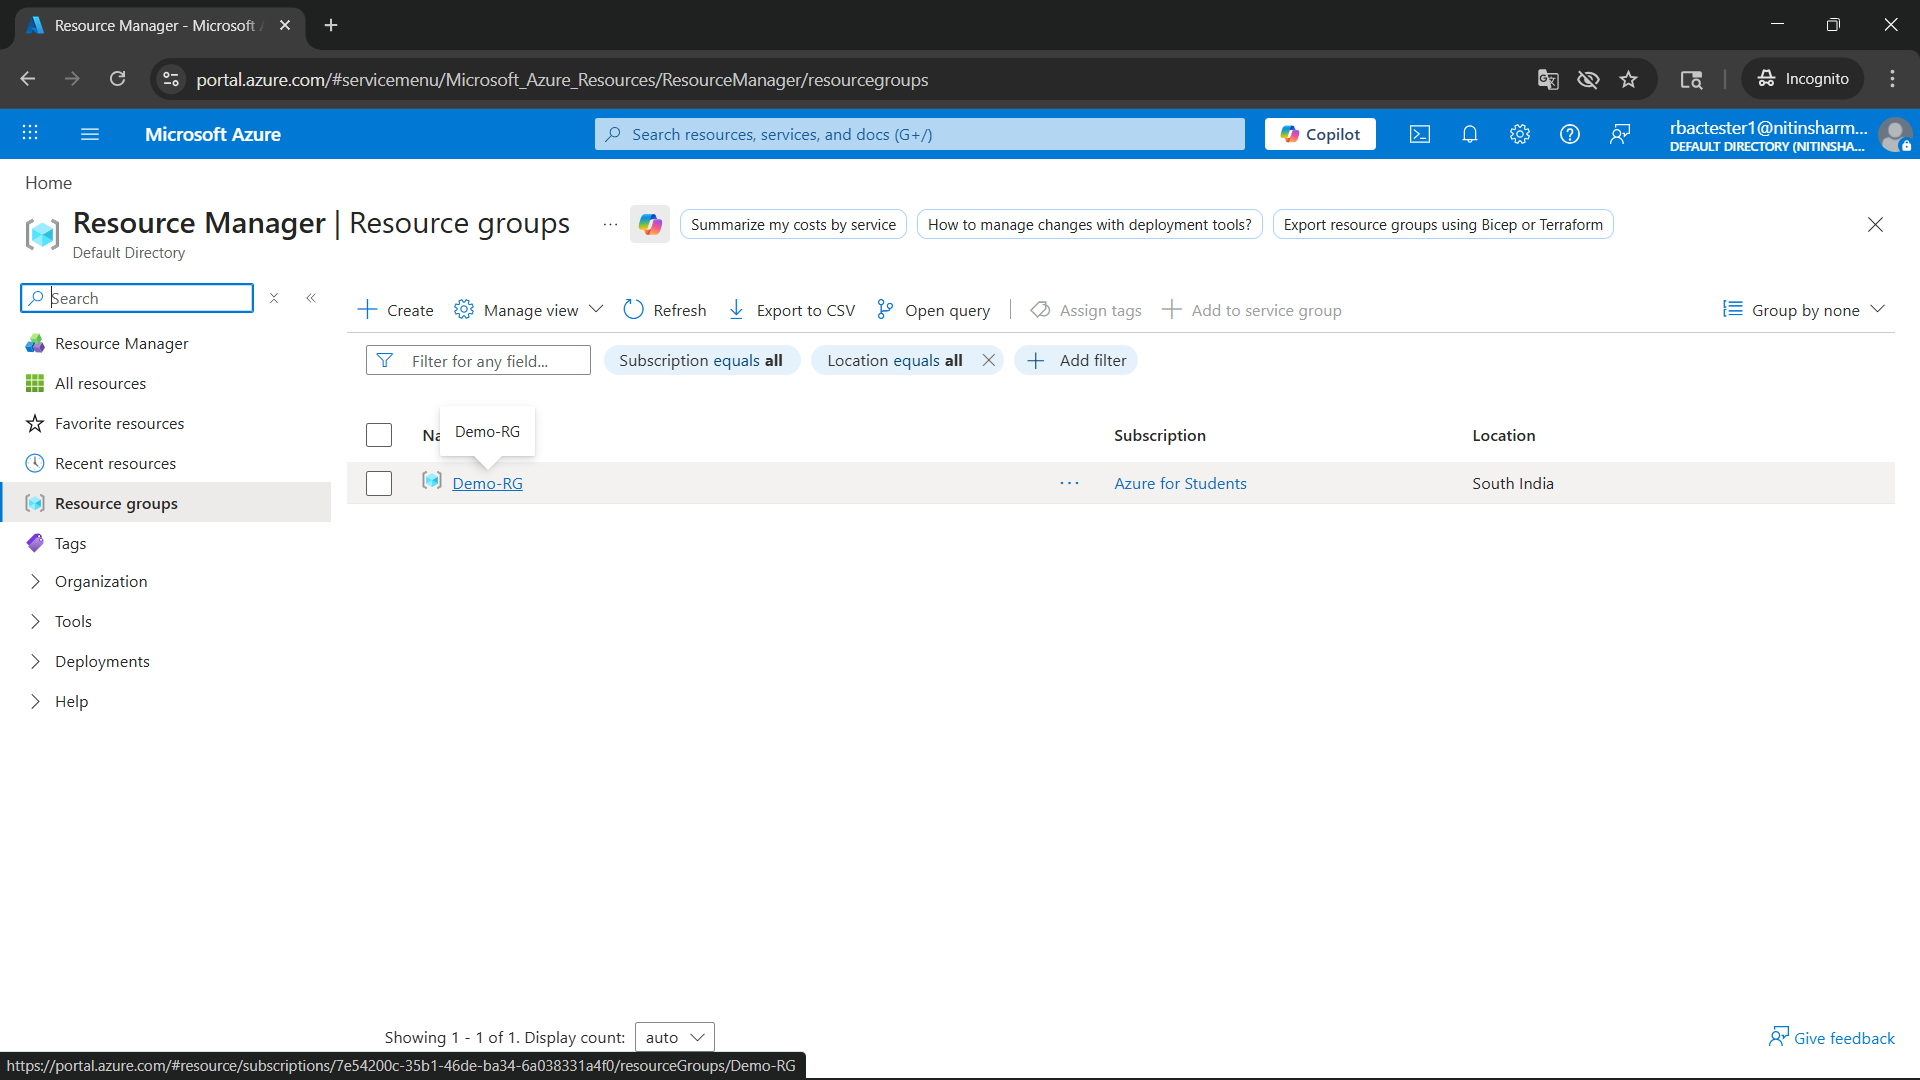 Resource Manager - Microsoft A
portal.azure.com/#servicemenu/Microsoft_Azure_Resources/ResourceManager/resourcegroups
Incognito
Microsoft Azure
Search resources, services, and docs (G+/)
Copilot
rbactester1@nitinsharm...
DEFAULT DIRECTORY (NITINSHA...
Home
Resource Manager | Resource groups
...
Summarize my costs by service
How to manage changes with deployment tools?
Export resource groups using Bicep or Terraform
Default Directory
Search
Create
Manage view
Refresh
Export to CSV
Open query
Assign tags
Add to service group
Group by none
Resource Manager
All resources
Favorite resources
Recent resources
Resource groups
Tags
Organization
Tools
Deployments
Help
Filter for any field...
Subscription equals all
Location equals all
Add filter
Na
Demo-RG
Subscription
Location
Demo-RG
...
Azure for Students
South India
Showing 1 - 1 of 1. Display count:
auto
Give feedback
https://portal.azure.com/#resource/subscriptions/7e54200c-35b1-46de-ba34-6a038331a4f0/resourceGroups/Demo-RG